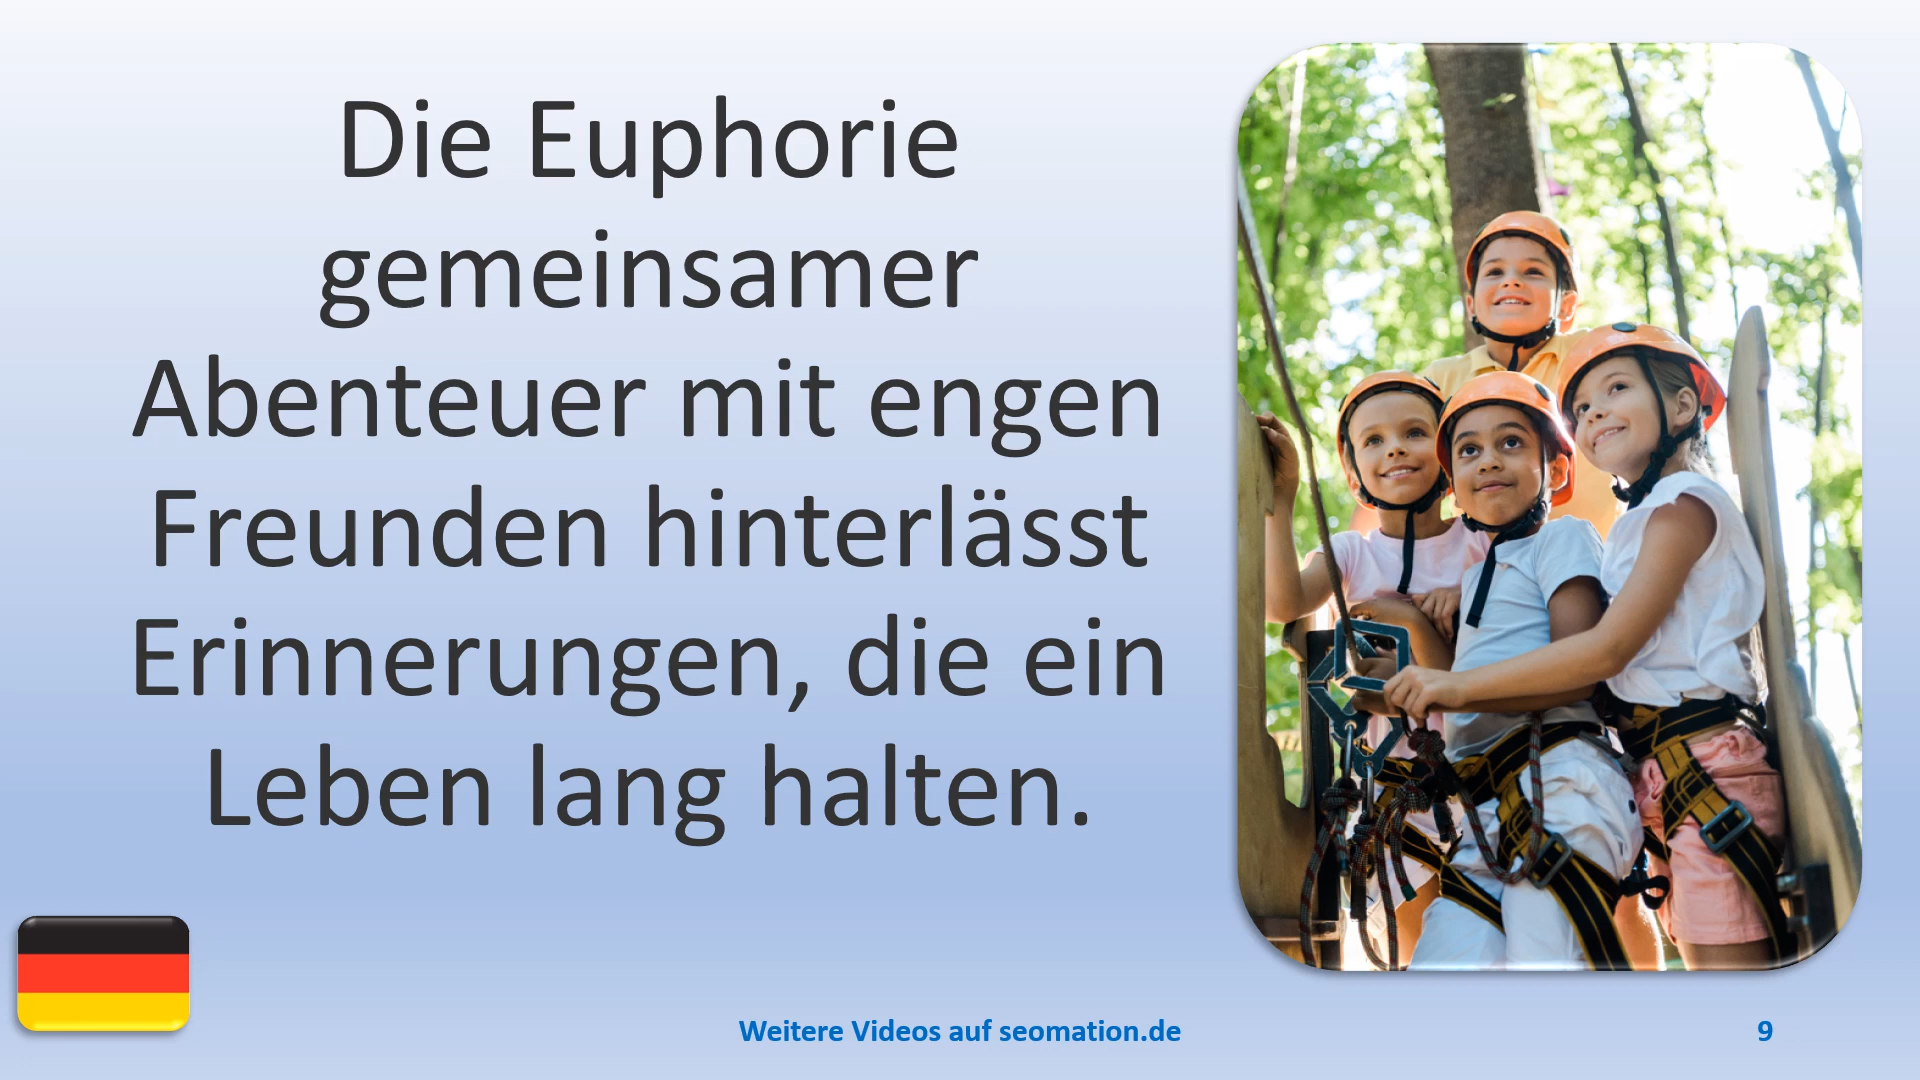 Die Euphorie
gemeinsamer
Abenteuer mit engen
Freunden hinterlässt
Erinnerungen, die ein
Leben lang halten.
Weitere Videos auf seomation.de
9